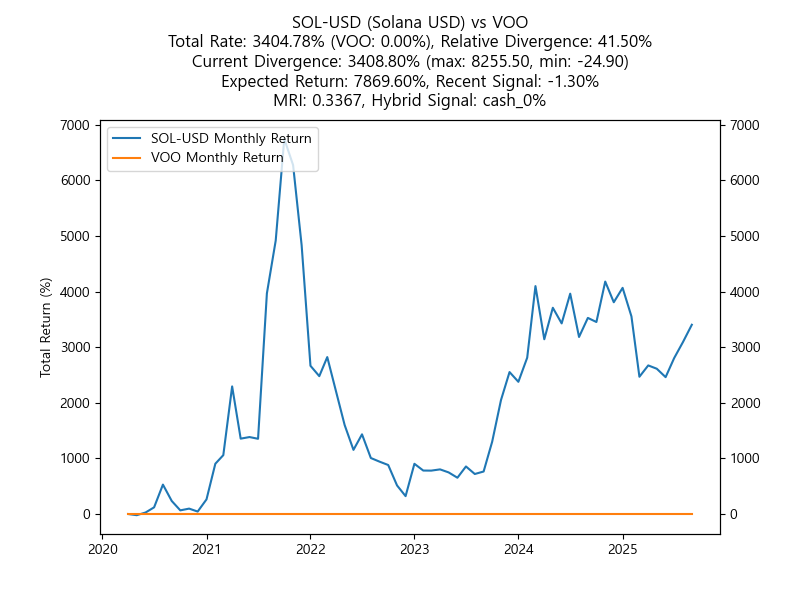 SOL-USD (Solana USD) vs VOO
Total Rate: 3404.78% (VOO: 0.00%), Relative Divergence: 41.50%
Current Divergence: 3408.80% (max: 8255.50, min: -24.90)
Expected Return: 7869.60%, Recent Signal: -1.30%
MRI: 0.3367, Hybrid Signal: cash_0%
SOL-USD Monthly Return
VOO Monthly Return
Total Return (%)
7000
6000
5000
4000
3000
2000
1000
0
7000
6000
5000
4000
3000
2000
1000
0
2020
2021
2022
2023
2024
2025